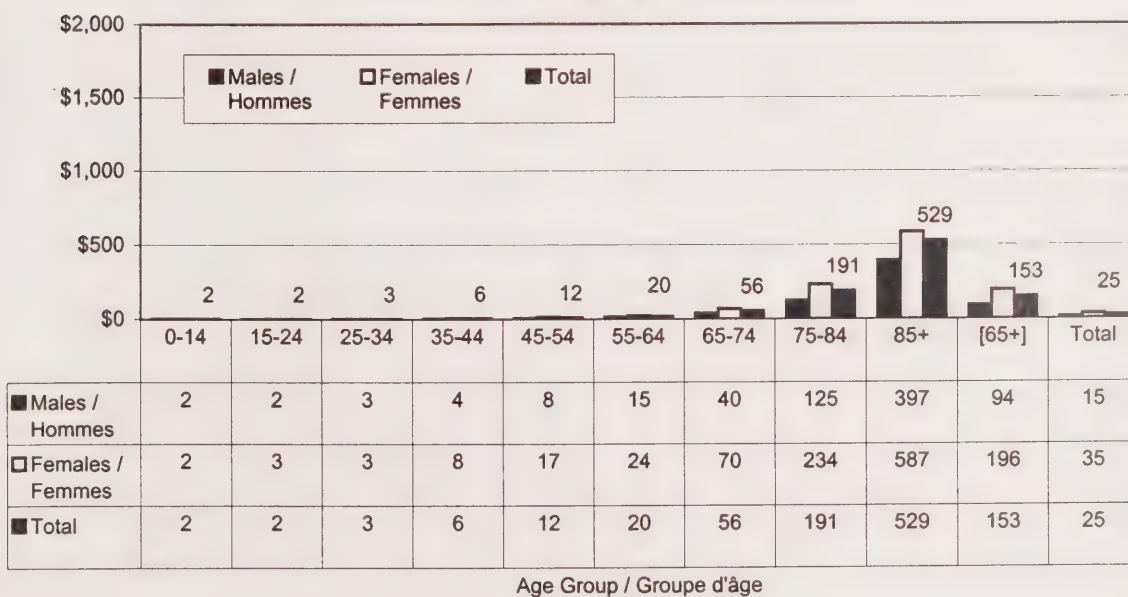 $2,000
$1,500
$1,000
$500
$0
Males / Hommes
Females / Femmes
Total
2 2 3 6 12 20 56 191 529 153 25
0-14 15-24 25-34 35-44 45-54 55-64 65-74 75-84 85+ [65+] Total
Males / Hommes 2 2 3 4 8 15 40 125 397 94 15
Females / Femmes 2 3 3 8 17 24 70 234 587 196 35
Total 2 2 3 6 12 20 56 191 529 153 25
Age Group / Groupe d'âge